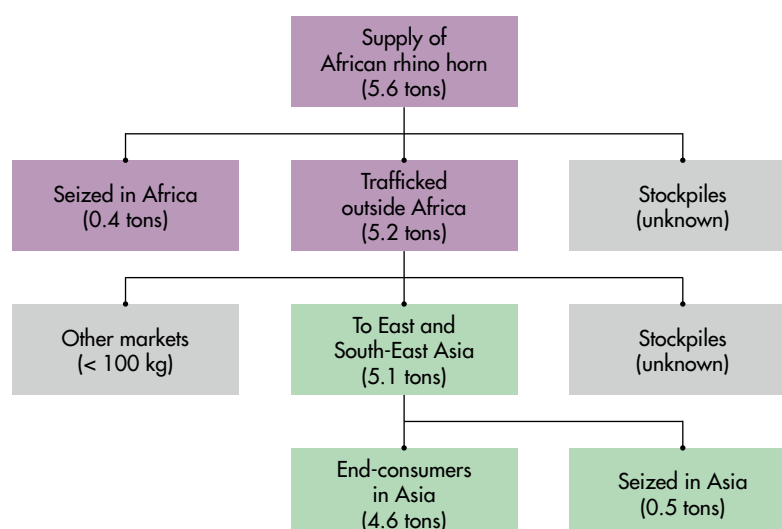 Supply of
African rhino horn
(5.6 tons)
Seized in Africa
(0.4 tons)
Trafficked
outside Africa
(5.2 tons)
Stockpiles
(unknown)
Other markets
(< 100 kg)
To East and
South-East Asia
(5.1 tons)
Stockpiles
(unknown)
End-consumers
in Asia
(4.6 tons)
Seized in Asia
(0.5 tons)